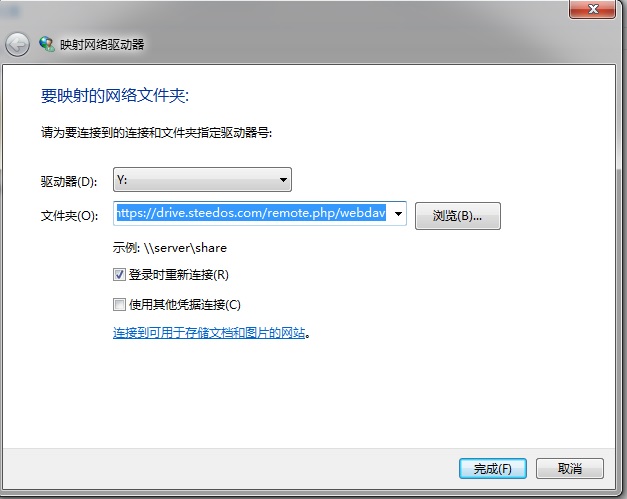 映射网络驱动器
要映射的网络文件夹:
请为要连接到的连接和文件夹指定驱动器号:
驱动器(D): Y:
文件夹(O): https://drive.steedos.com/remote.php/webdav 浏览(B)...
示例: \\server\share
登录时重新连接(R)
使用其他凭据连接(C)
连接到可用于存储文档和图片的网站。
完成(F) 取消